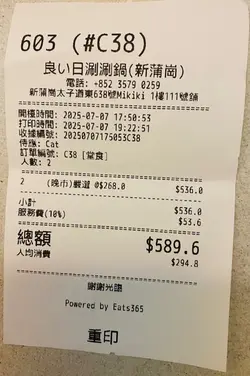 603 (#C38)
良い日涮涮鍋(新蒲崗)
電話: +852 3579 0259
新蒲崗太子道東638號Mikiki 1樓111號舖
開檯時間: 2025-07-07 17:50:53
打印時間: 2025-07-07 19:22:51
收據編號: 20250707175053C38
侍應: Cat
訂單編號: C38 [堂食]
人數: 2
2 (晚市)嚴選 @$268.0 $536.0
小計 $536.0
服務費(10%) $53.6
總額 $589.6
人均消費 $294.8
謝謝光臨
Powered by Eats365
重印